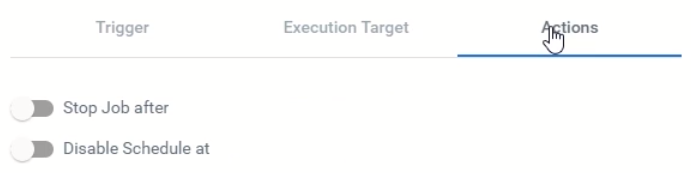 Trigger Execution Target Actions
Stop Job after
Disable Schedule at